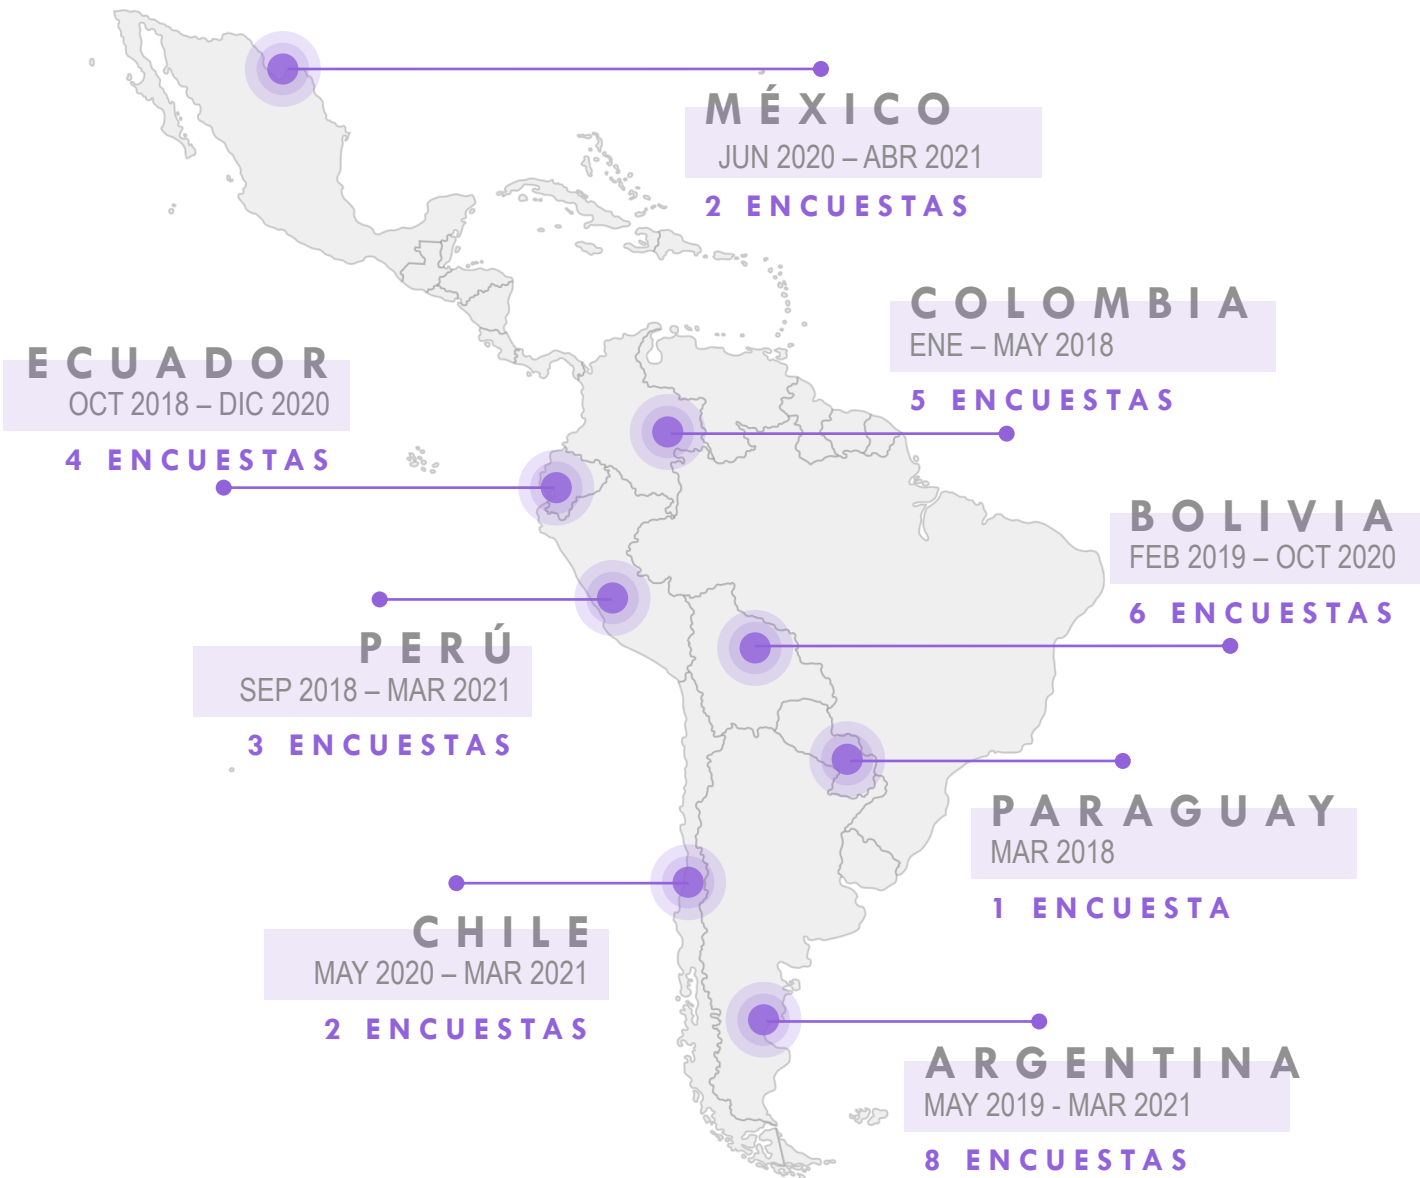 MÉXICO
JUN 2020 – ABR 2021
2 ENCUESTAS
COLOMBIA
ENE – MAY 2018
5 ENCUESTAS
ECUADOR
OCT 2018 – DIC 2020
4 ENCUESTAS
BOLIVIA
FEB 2019 – OCT 2020
6 ENCUESTAS
PERÚ
SEP 2018 – MAR 2021
3 ENCUESTAS
PARAGUAY
MAR 2018
1 ENCUESTA
CHILE
MAY 2020 – MAR 2021
2 ENCUESTAS
ARGENTINA
MAY 2019 - MAR 2021
8 ENCUESTAS